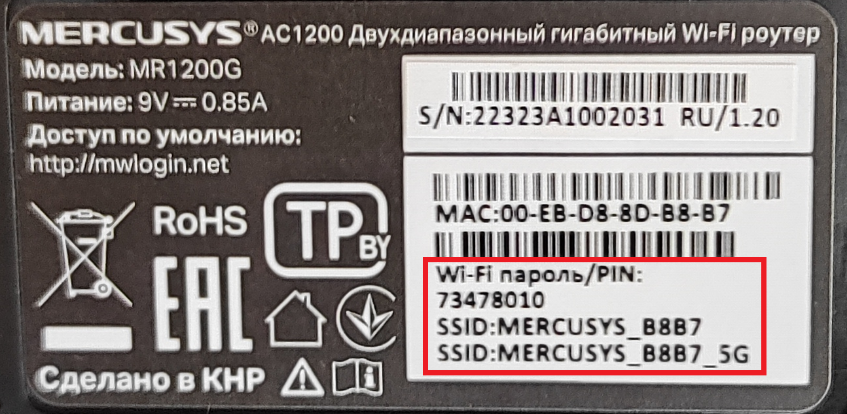 MERCUSYS® AC1200 Двухдиапазонный гигабитный Wi-Fi роутер
Модель: MR1200G
Питание: 9V⎓0.85A
Доступ по умолчанию:
http://mwlogin.net
S/N:22323A1002031 RU/1.20
MAC:00-EB-D8-8D-B8-B7
Wi-Fi пароль/PIN:
73478010
SSID:MERCUSYS_B8B7
SSID:MERCUSYS_B8B7_5G
RoHS
TP BY
EAC
Сделано в КНР